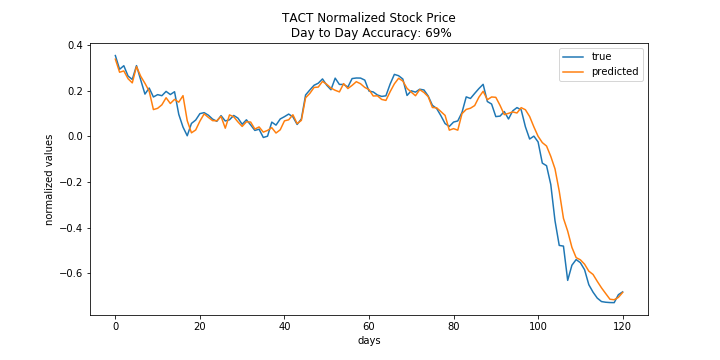 TACT Normalized Stock Price
Day to Day Accuracy: 69%
0.4
0.2
0.0
−0.2
−0.4
−0.6
normalized values
true
predicted
0 20 40 60 80 100 120
days